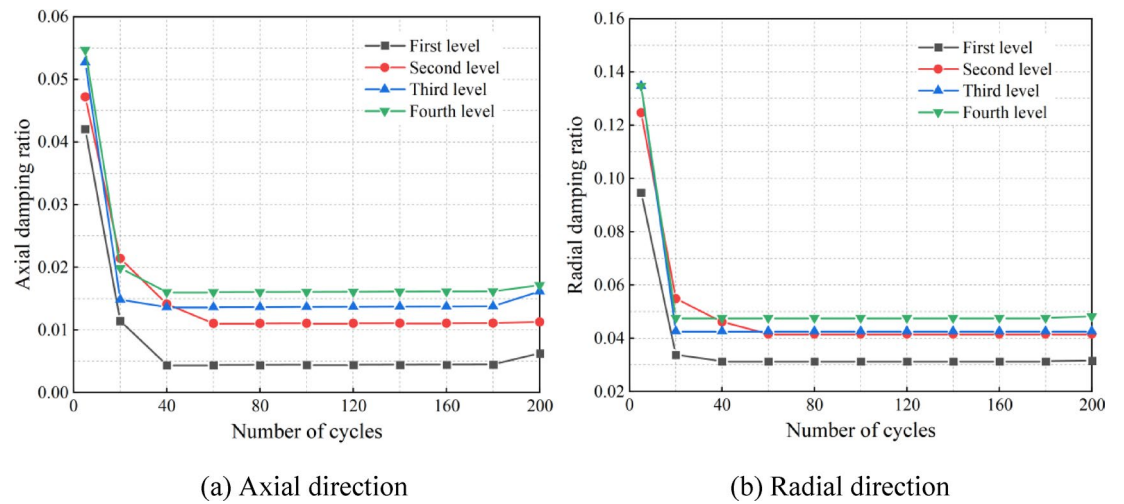 0.06
0.05
0.04
0.03
0.02
0.01
0.00
Axial damping ratio
First level
Second level
Third level
Fourth level
0 40 80 120 160 200
Number of cycles
(a) Axial direction
0.16
0.14
0.12
0.10
0.08
0.06
0.04
0.02
Radial damping ratio
First level
Second level
Third level
Fourth level
0 40 80 120 160 200
Number of cycles
(b) Radial direction